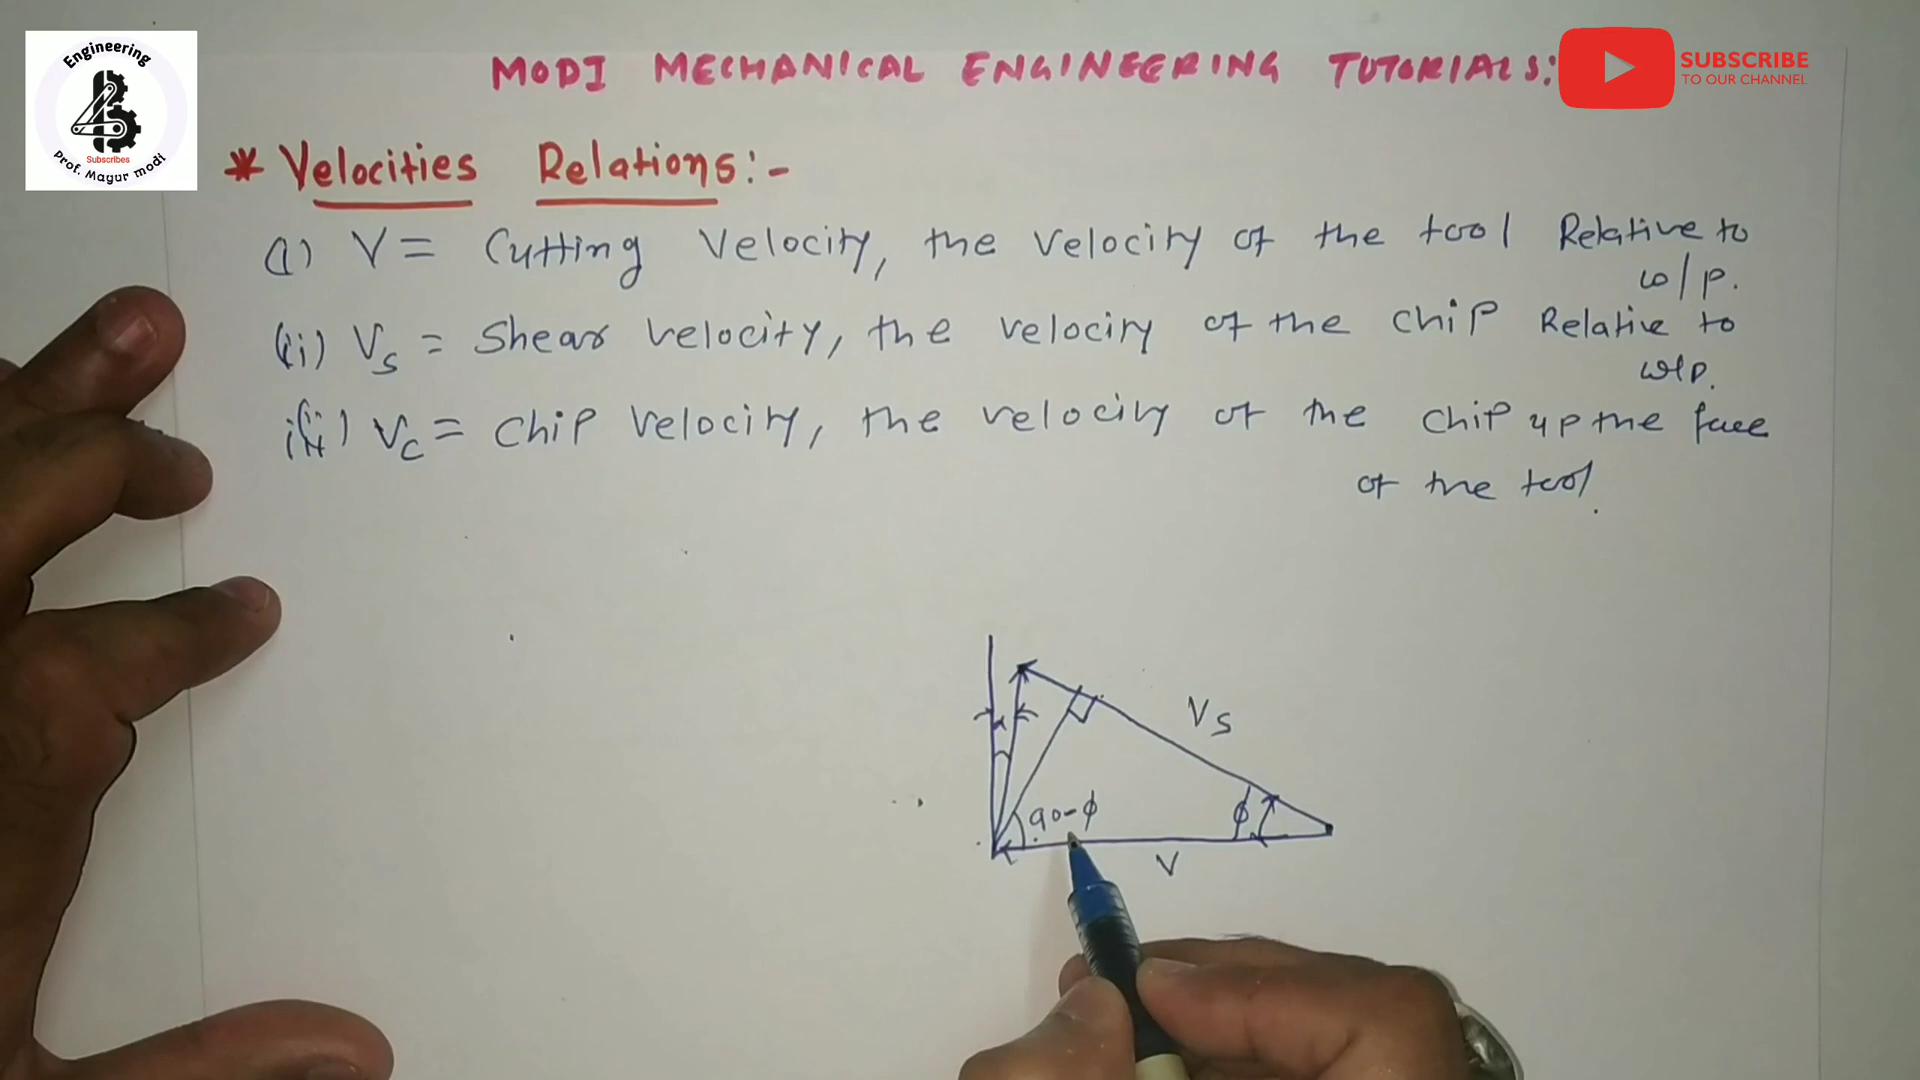 Engineering
Subscribes
Prof. Mayur modi
MODI MECHANICAL ENGINEERING TUTORIALS:
SUBSCRIBE
TO OUR CHANNEL
* Velocities Relations:-
(i) V = Cutting Velocity, the velocity of the tool Relative to
w/p.
(ii) Vs = Shear velocity, the velocity of the chip Relative to
w/p.
(iii) Vc = Chip velocity, the velocity of the chip up the face
of the tool.
Vs
α
90-ϕ
ϕ
V